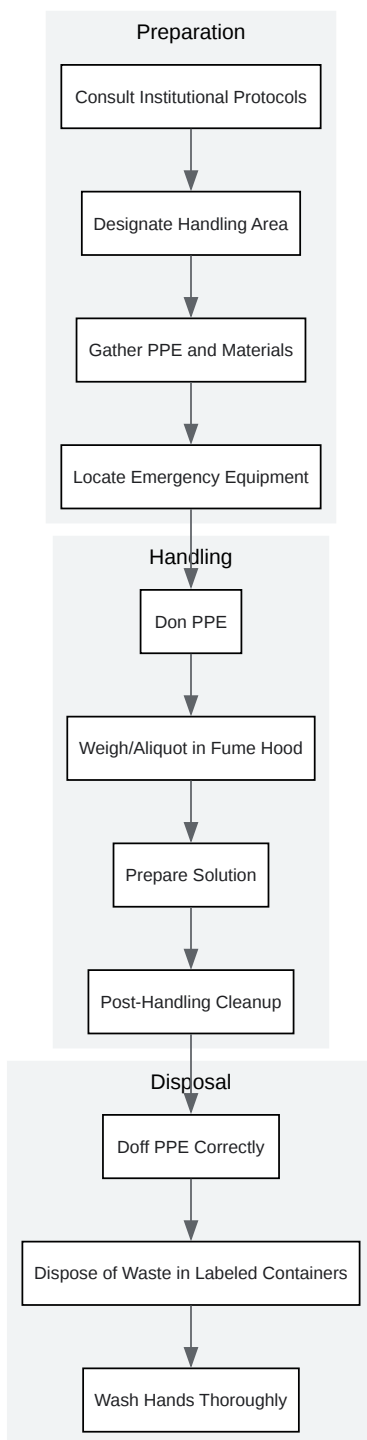 Preparation
Consult Institutional Protocols
Designate Handling Area
Gather PPE and Materials
Locate Emergency Equipment
Handling
Don PPE
Weigh/Aliquot in Fume Hood
Prepare Solution
Post-Handling Cleanup
Disposal
Doff PPE Correctly
Dispose of Waste in Labeled Containers
Wash Hands Thoroughly